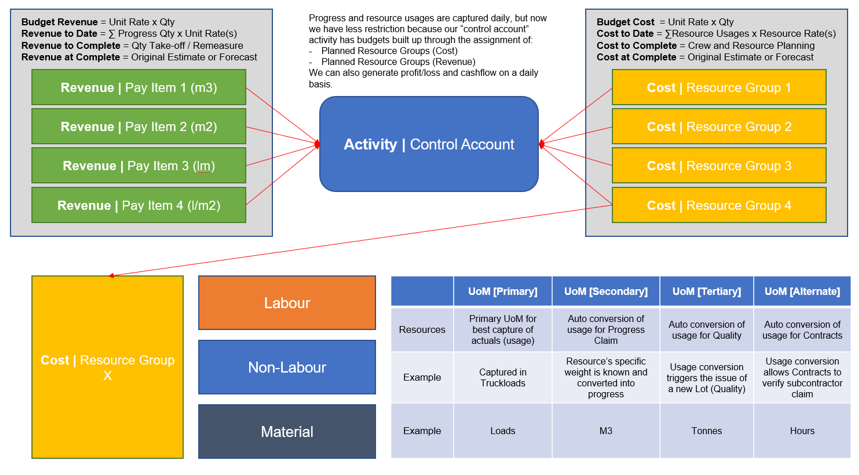 Budget Revenue = Unit Rate x Qty
Revenue to Date = ∑ Progress Qty x Unit Rate(s)
Revenue to Complete = Qty Take-off / Remeasure
Revenue at Complete = Original Estimate or Forecast
Revenue | Pay Item 1 (m3)
Revenue | Pay Item 2 (m2)
Revenue | Pay Item 3 (lm)
Revenue | Pay Item 4 (l/m2)
Progress and resource usages are captured daily, but now
we have less restriction because our “control account”
activity has budgets built up through the assignment of:
- Planned Resource Groups (Cost)
- Planned Resource Groups (Revenue)
We can also generate profit/loss and cashflow on a daily
basis.
Activity | Control Account
Budget Cost = Unit Rate x Qty
Cost to Date = ∑Resource Usages x Resource Rate(s)
Cost to Complete = Crew and Resource Planning
Cost at Complete = Original Estimate or Forecast
Cost | Resource Group 1
Cost | Resource Group 2
Cost | Resource Group 3
Cost | Resource Group 4
Cost | Resource Group
X
Labour
Non-Labour
Material
UoM [Primary] UoM [Secondary] UoM [Tertiary] UoM [Alternate]
Resources
Primary UoM for
best capture of
actuals (usage)
Auto conversion of
usage for Progress
Claim
Auto conversion of
usage for Quality
Auto conversion of
usage for Contracts
Example
Captured in
Truckloads
Resource’s specific
weight is known and
converted into
progress
Usage conversion
triggers the issue of
a new Lot (Quality)
Usage conversion
allows Contracts to
verify subcontractor
claim
Example Loads M3 Tonnes Hours